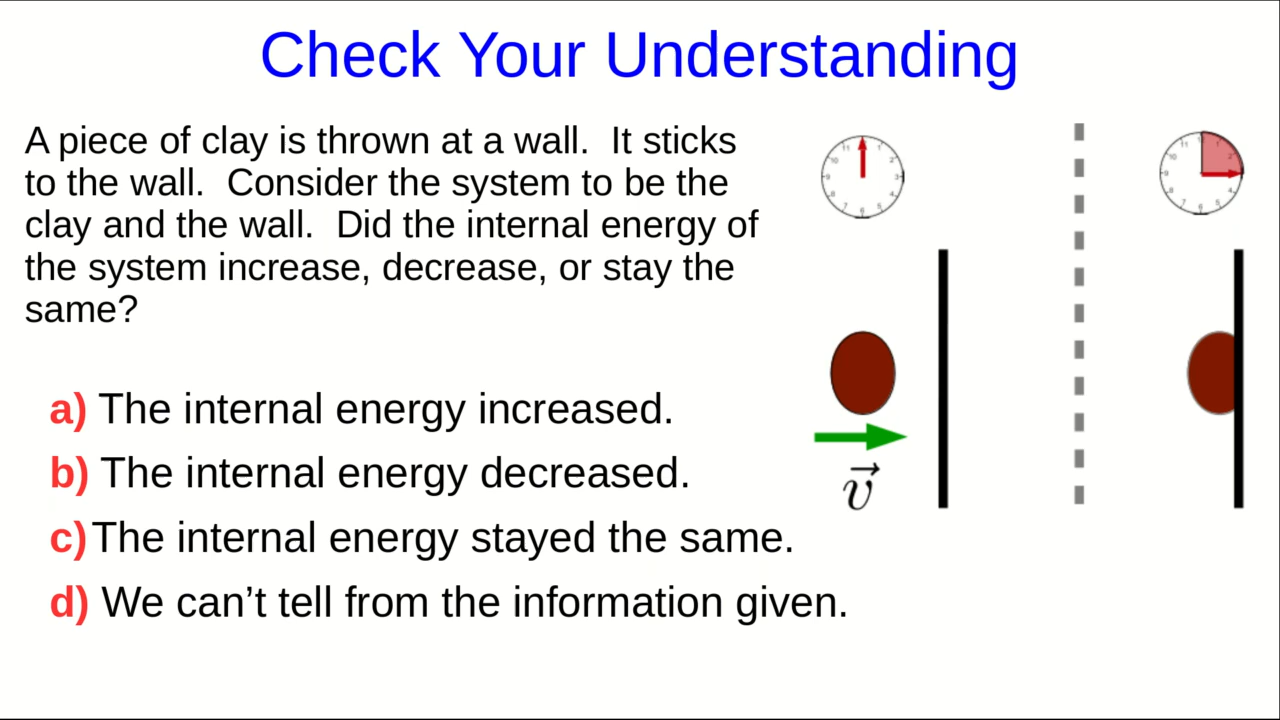 Check Your Understanding
A piece of clay is thrown at a wall.  It sticks
to the wall.  Consider the system to be the
clay and the wall.  Did the internal energy of
the system increase, decrease, or stay the
same?
a) The internal energy increased.
b) The internal energy decreased.
c) The internal energy stayed the same.
d) We can’t tell from the information given.
v⃗